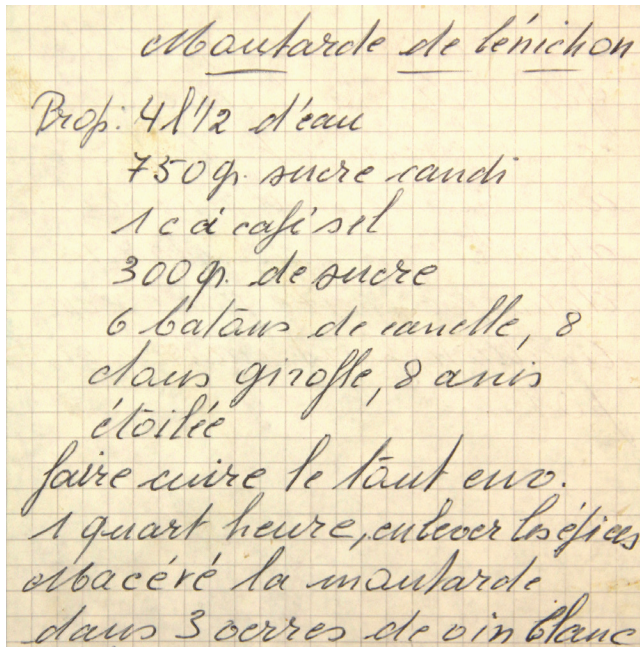 Moutarde de bénichon
Prop: 4 l 1/2 d'eau
750 gr. sucre candi
1 c à café sel
300 gr. de sucre
6 batôns de canelle, 8
clous girofle, 8 anis
étoilée
faire cuire le tout env.
1 quart heure, enlever les épices
Macéré la moutarde
dans 3 verres de vin blanc